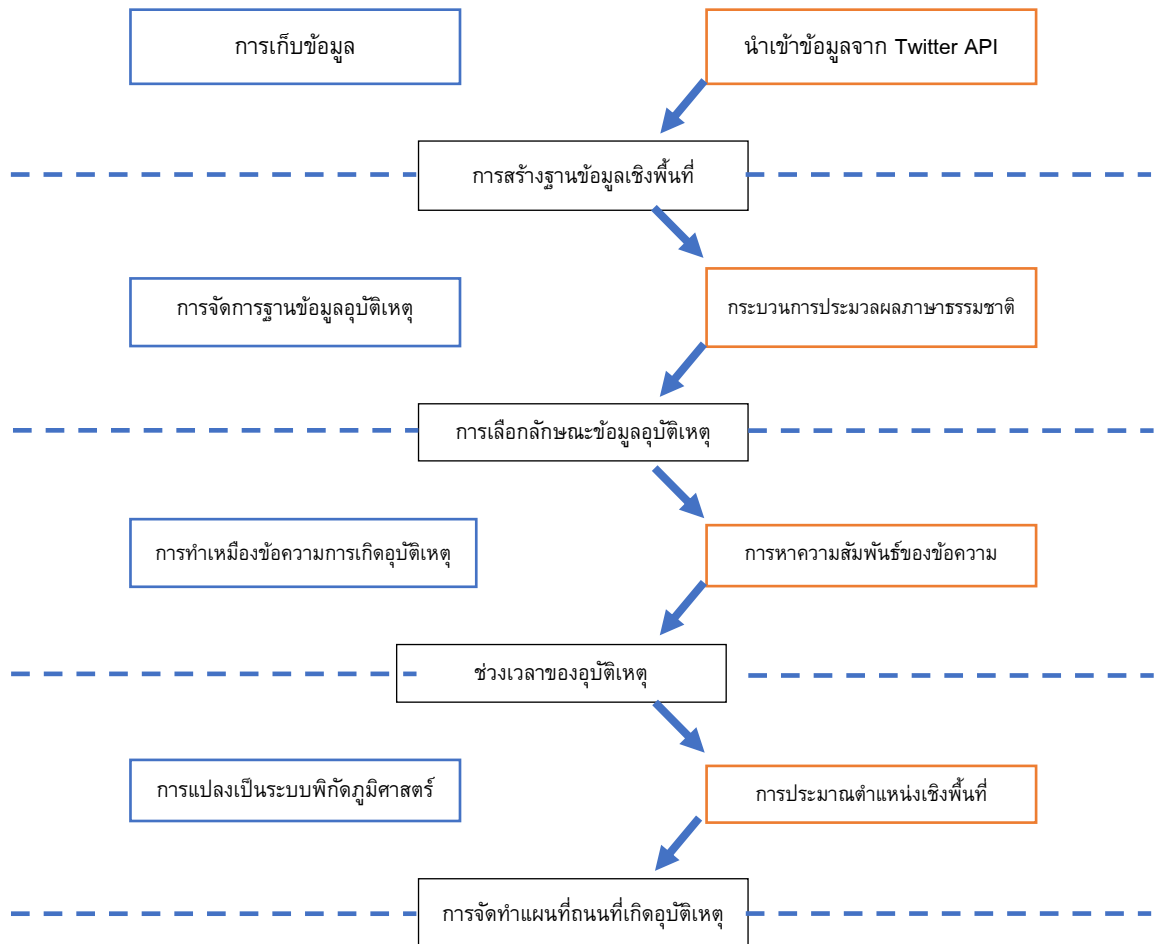 การเก็บข้อมูล
นำเข้าข้อมูลจาก Twitter API
การสร้างฐานข้อมูลเชิงพื้นที่
การจัดการฐานข้อมูลอุบัติเหตุ
กระบวนการประมวลผลภาษาธรรมชาติ
การเลือกลักษณะข้อมูลอุบัติเหตุ
การทำเหมืองข้อความการเกิดอุบัติเหตุ
การหาความสัมพันธ์ของข้อความ
ช่วงเวลาของอุบัติเหตุ
การแปลงเป็นระบบพิกัดภูมิศาสตร์
การประมาณตำแหน่งเชิงพื้นที่
การจัดทำแผนที่ถนนที่เกิดอุบัติเหตุ